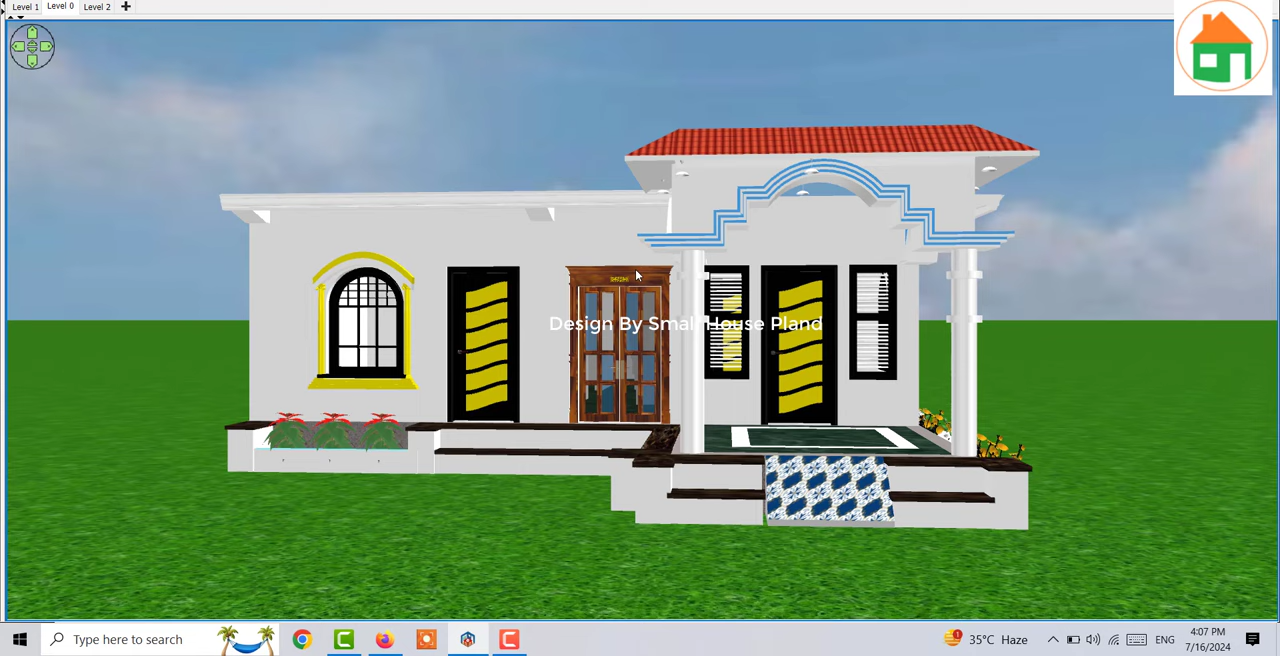 Level 1 Level 0 Level 2
Design By Small House Pland
Type here to search
35°C Haze
ENG
4:07 PM
7/16/2024